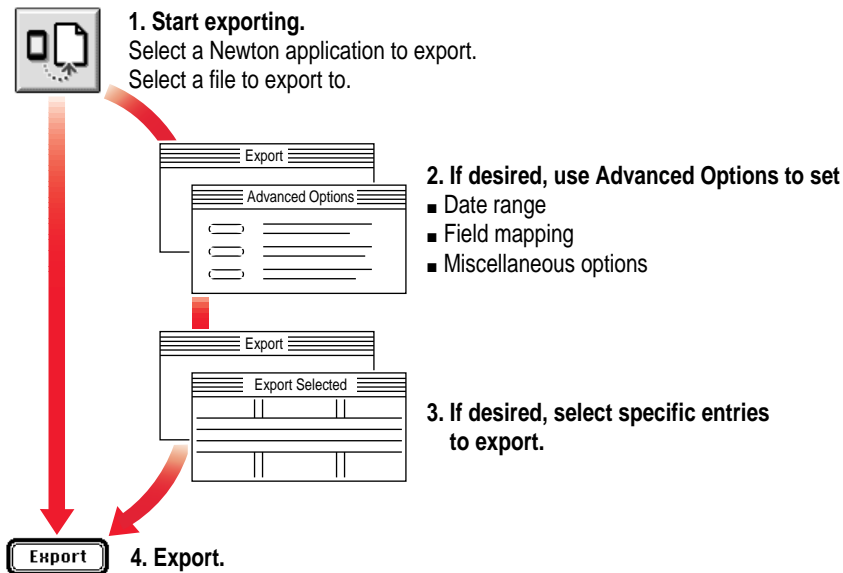 1. Start exporting.
Select a Newton application to export.
Select a file to export to.
Export
Advanced Options
2. If desired, use Advanced Options to set
■ Date range
■ Field mapping
■ Miscellaneous options
Export
Export Selected
3. If desired, select specific entries
to export.
Export
4. Export.